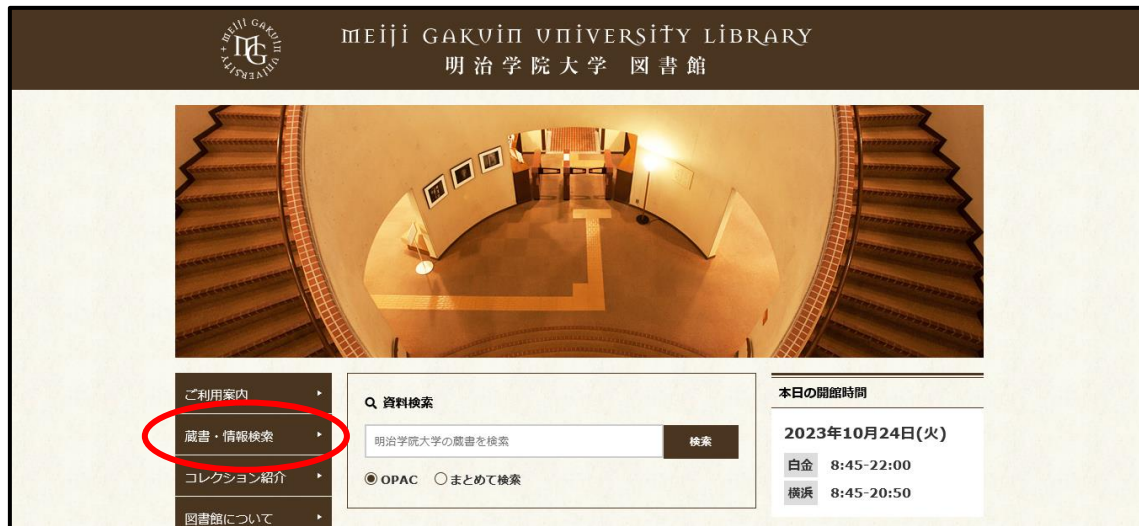 MEIJI GAKUIN UNIVERSITY
MG
MEIJI GAKUIN UNIVERSITY LIBRARY
明治学院大学 図書館
ご利用案内
蔵書・情報検索
コレクション紹介
図書館について
資料検索
明治学院大学の蔵書を検索
検索
OPAC まとめて検索
本日の開館時間
2023年10月24日(火)
白金 8:45-22:00
横浜 8:45-20:50